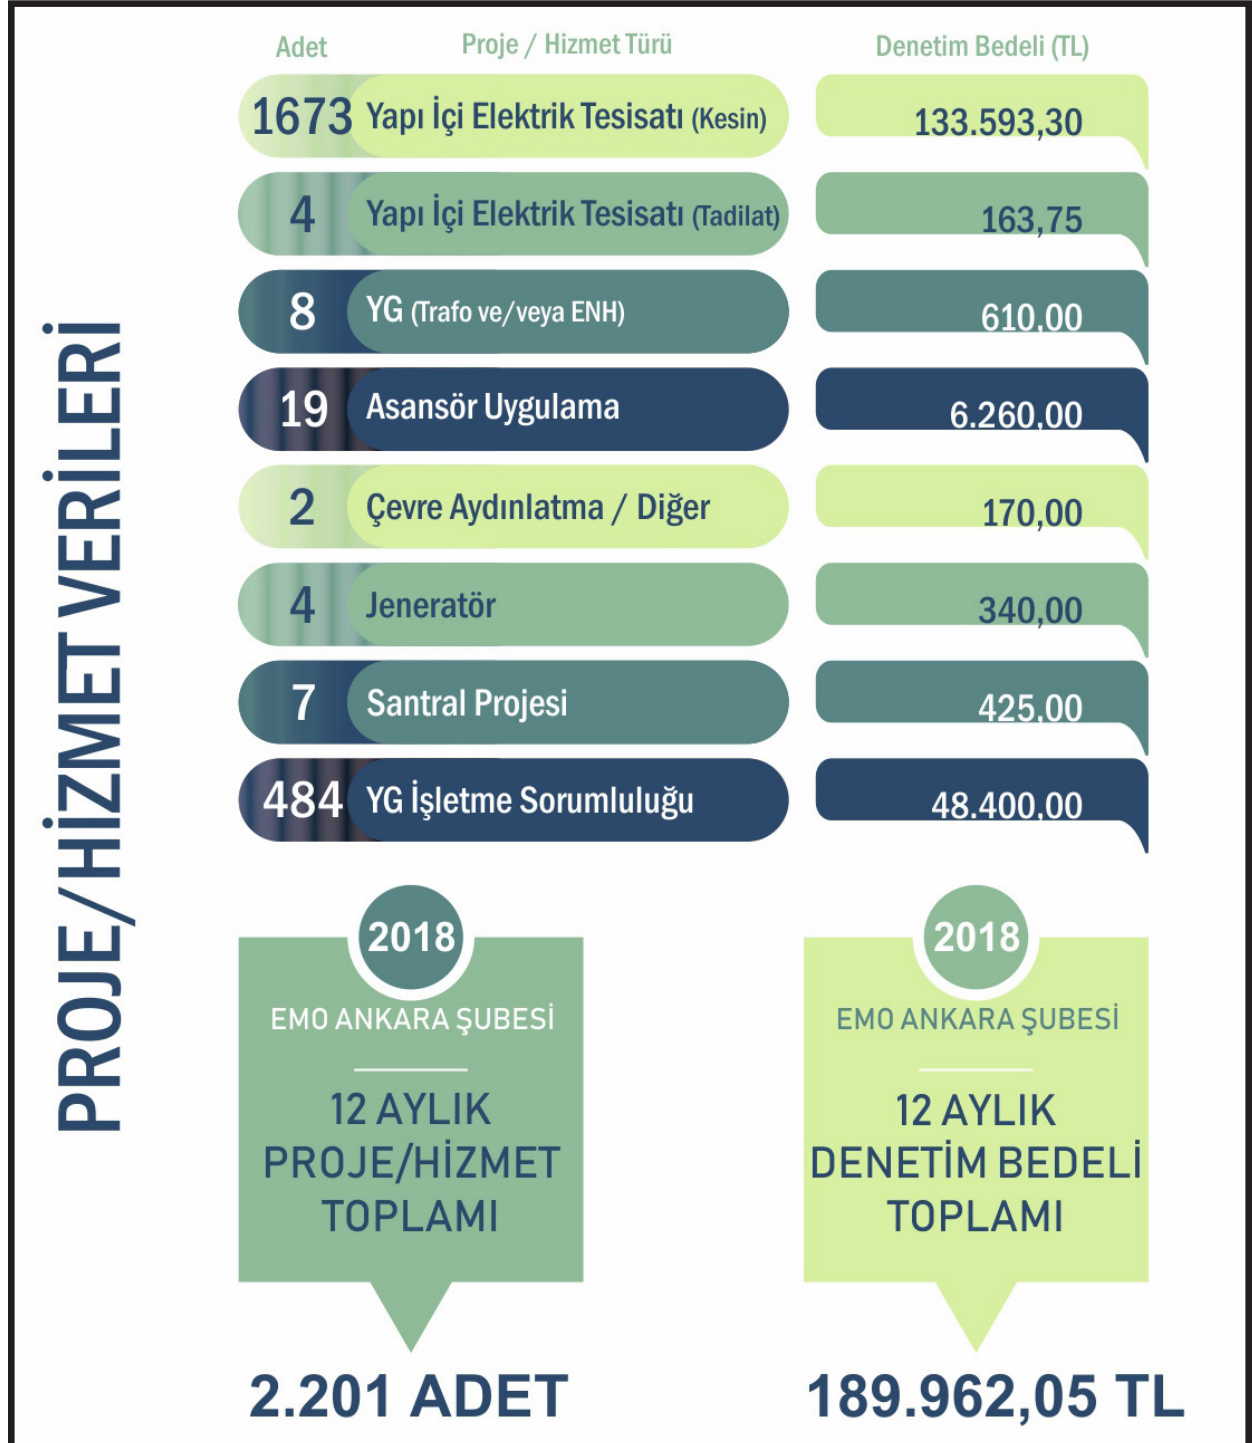 PROJE/HİZMET VERİLERİ
Adet Proje / Hizmet Türü Denetim Bedeli (TL)
1673 Yapı İçi Elektrik Tesisatı (Kesin) 133.593,30
4 Yapı İçi Elektrik Tesisatı (Tadilat) 163,75
8 YG (Trafo ve/veya ENH) 610,00
19 Asansör Uygulama 6.260,00
2 Çevre Aydınlatma / Diğer 170,00
4 Jeneratör 340,00
7 Santral Projesi 425,00
484 YG İşletme Sorumluluğu 48.400,00
2018
EMO ANKARA ŞUBESİ
12 AYLIK
PROJE/HİZMET
TOPLAMI
2.201 ADET
2018
EMO ANKARA ŞUBESİ
12 AYLIK
DENETİM BEDELİ
TOPLAMI
189.962,05 TL